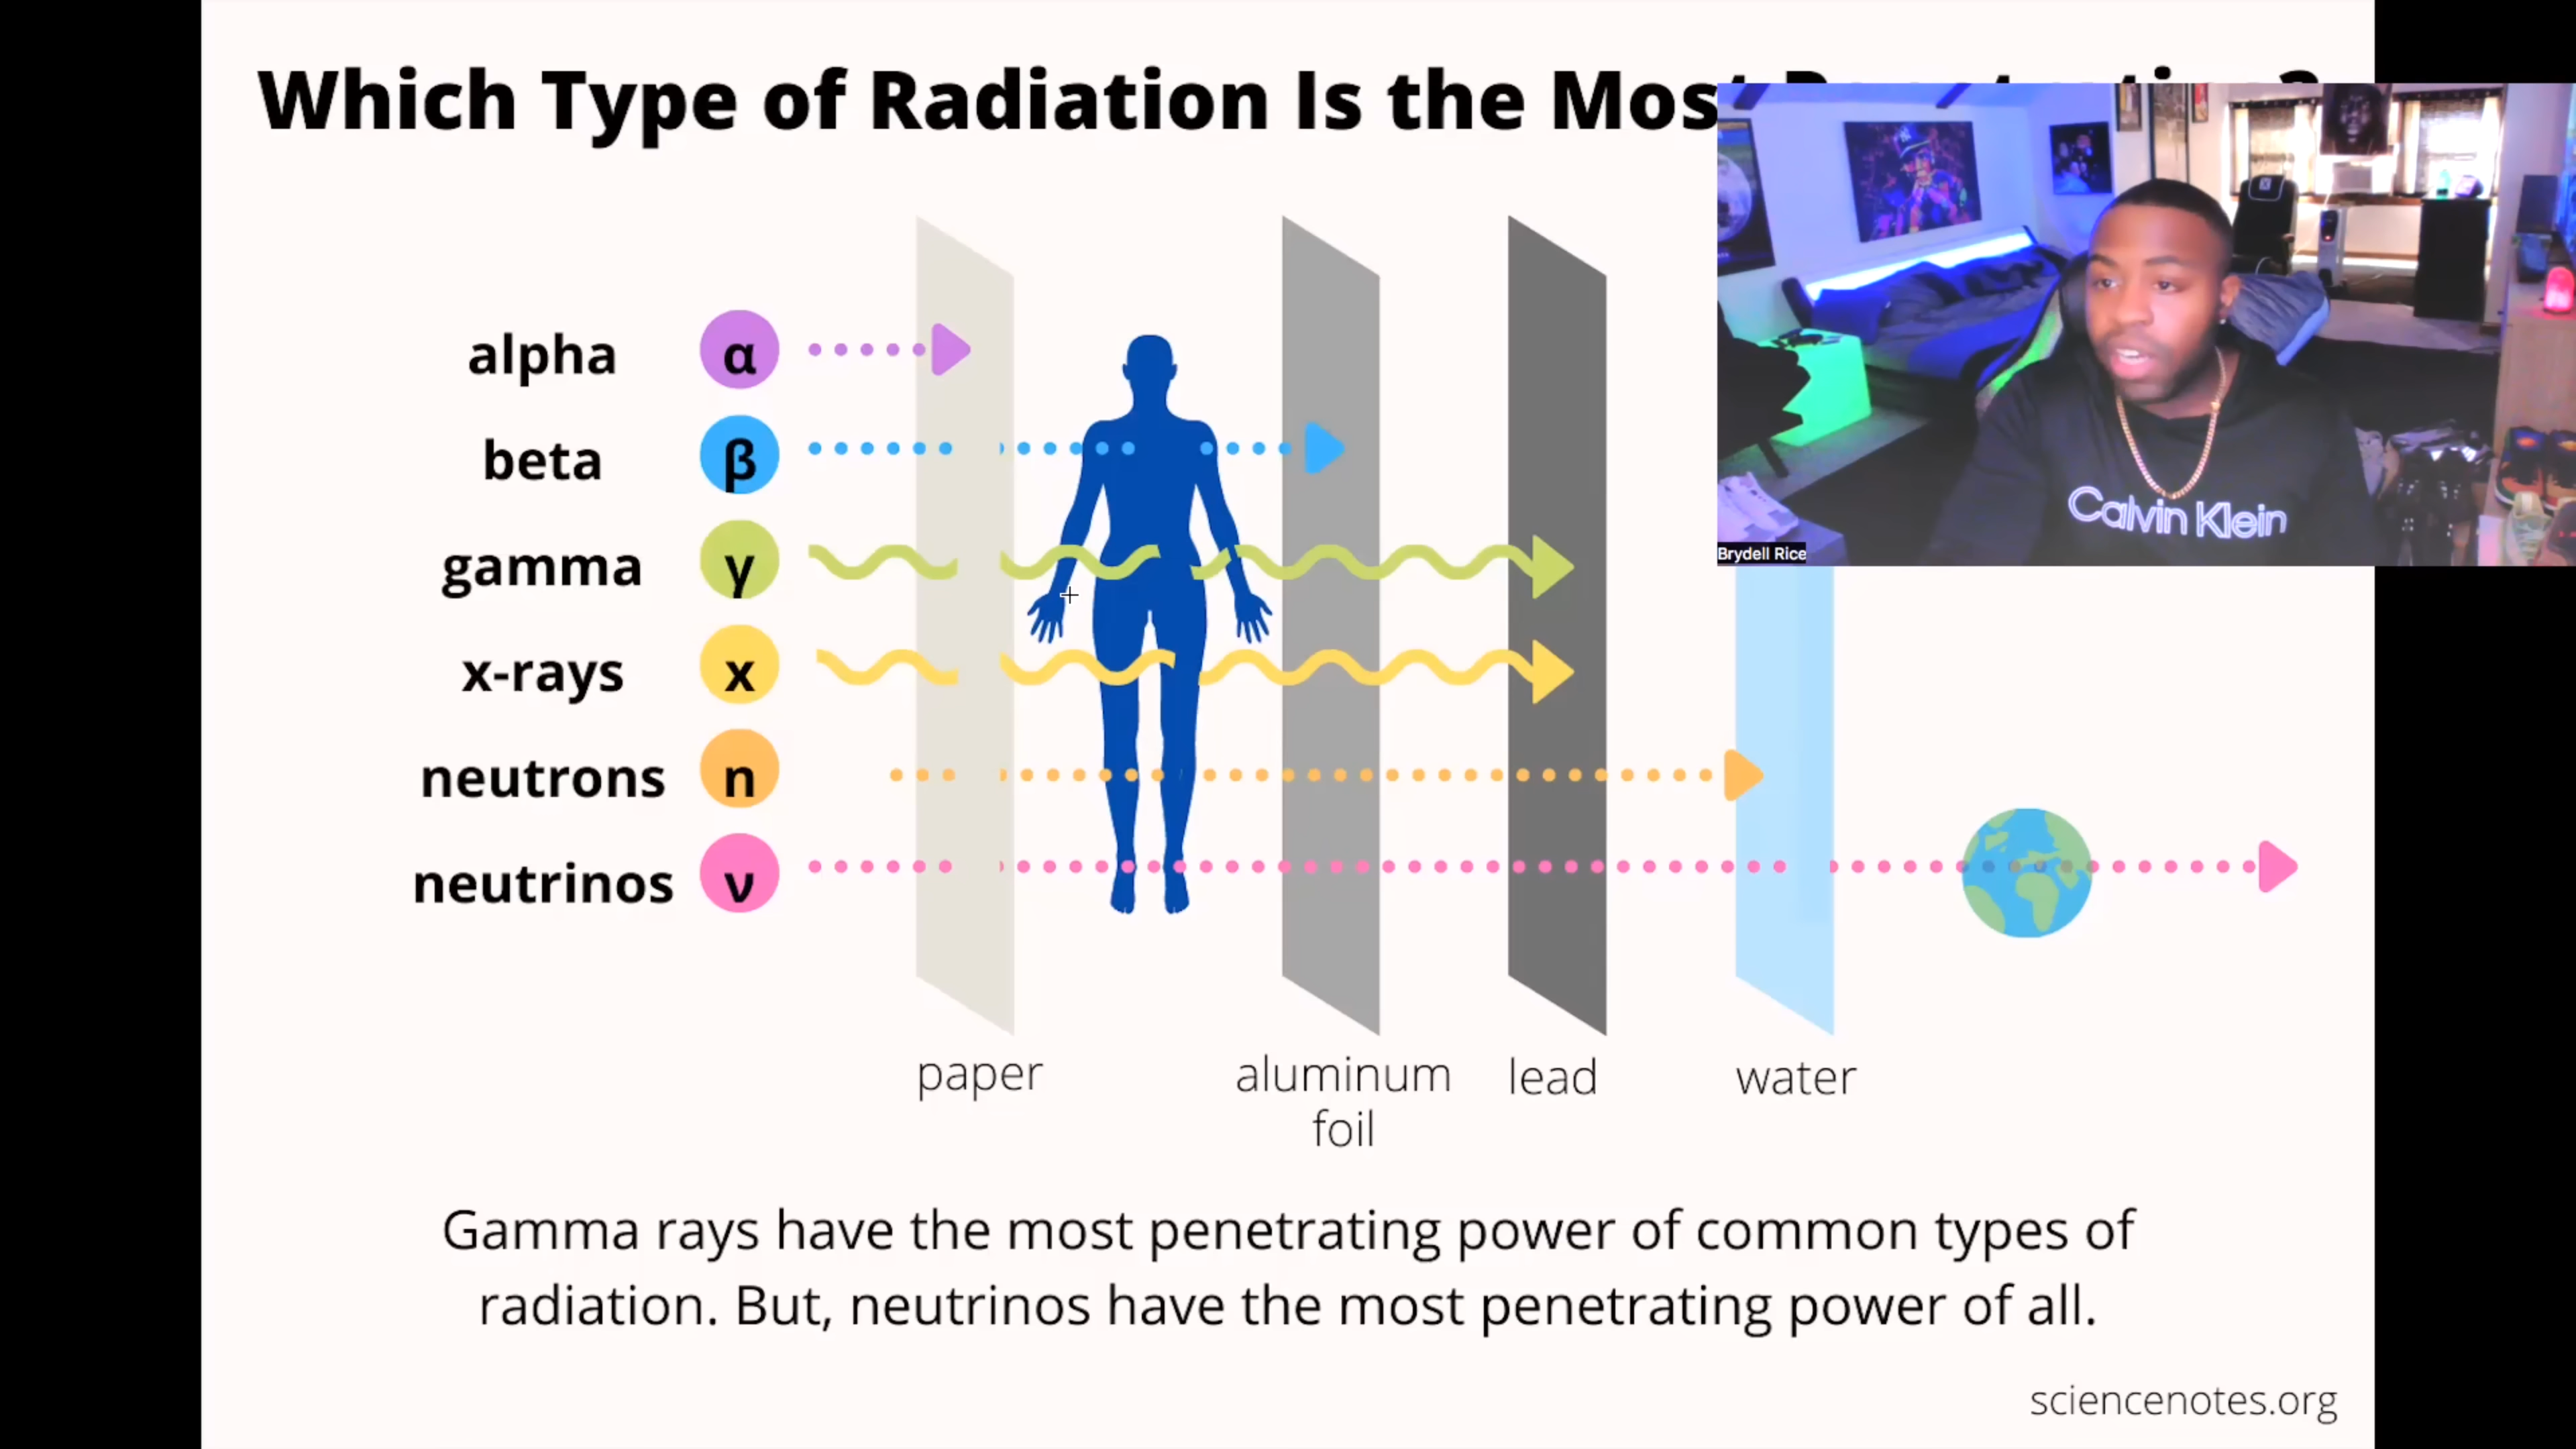 Which Type of Radiation Is the Most
alpha α
beta β
gamma γ
x-rays x
neutrons n
neutrinos ν
Calvin Klein
Brydell Rice
paper
aluminum
foil
lead
water
Gamma rays have the most penetrating power of common types of
radiation. But, neutrinos have the most penetrating power of all.
sciencenotes.org